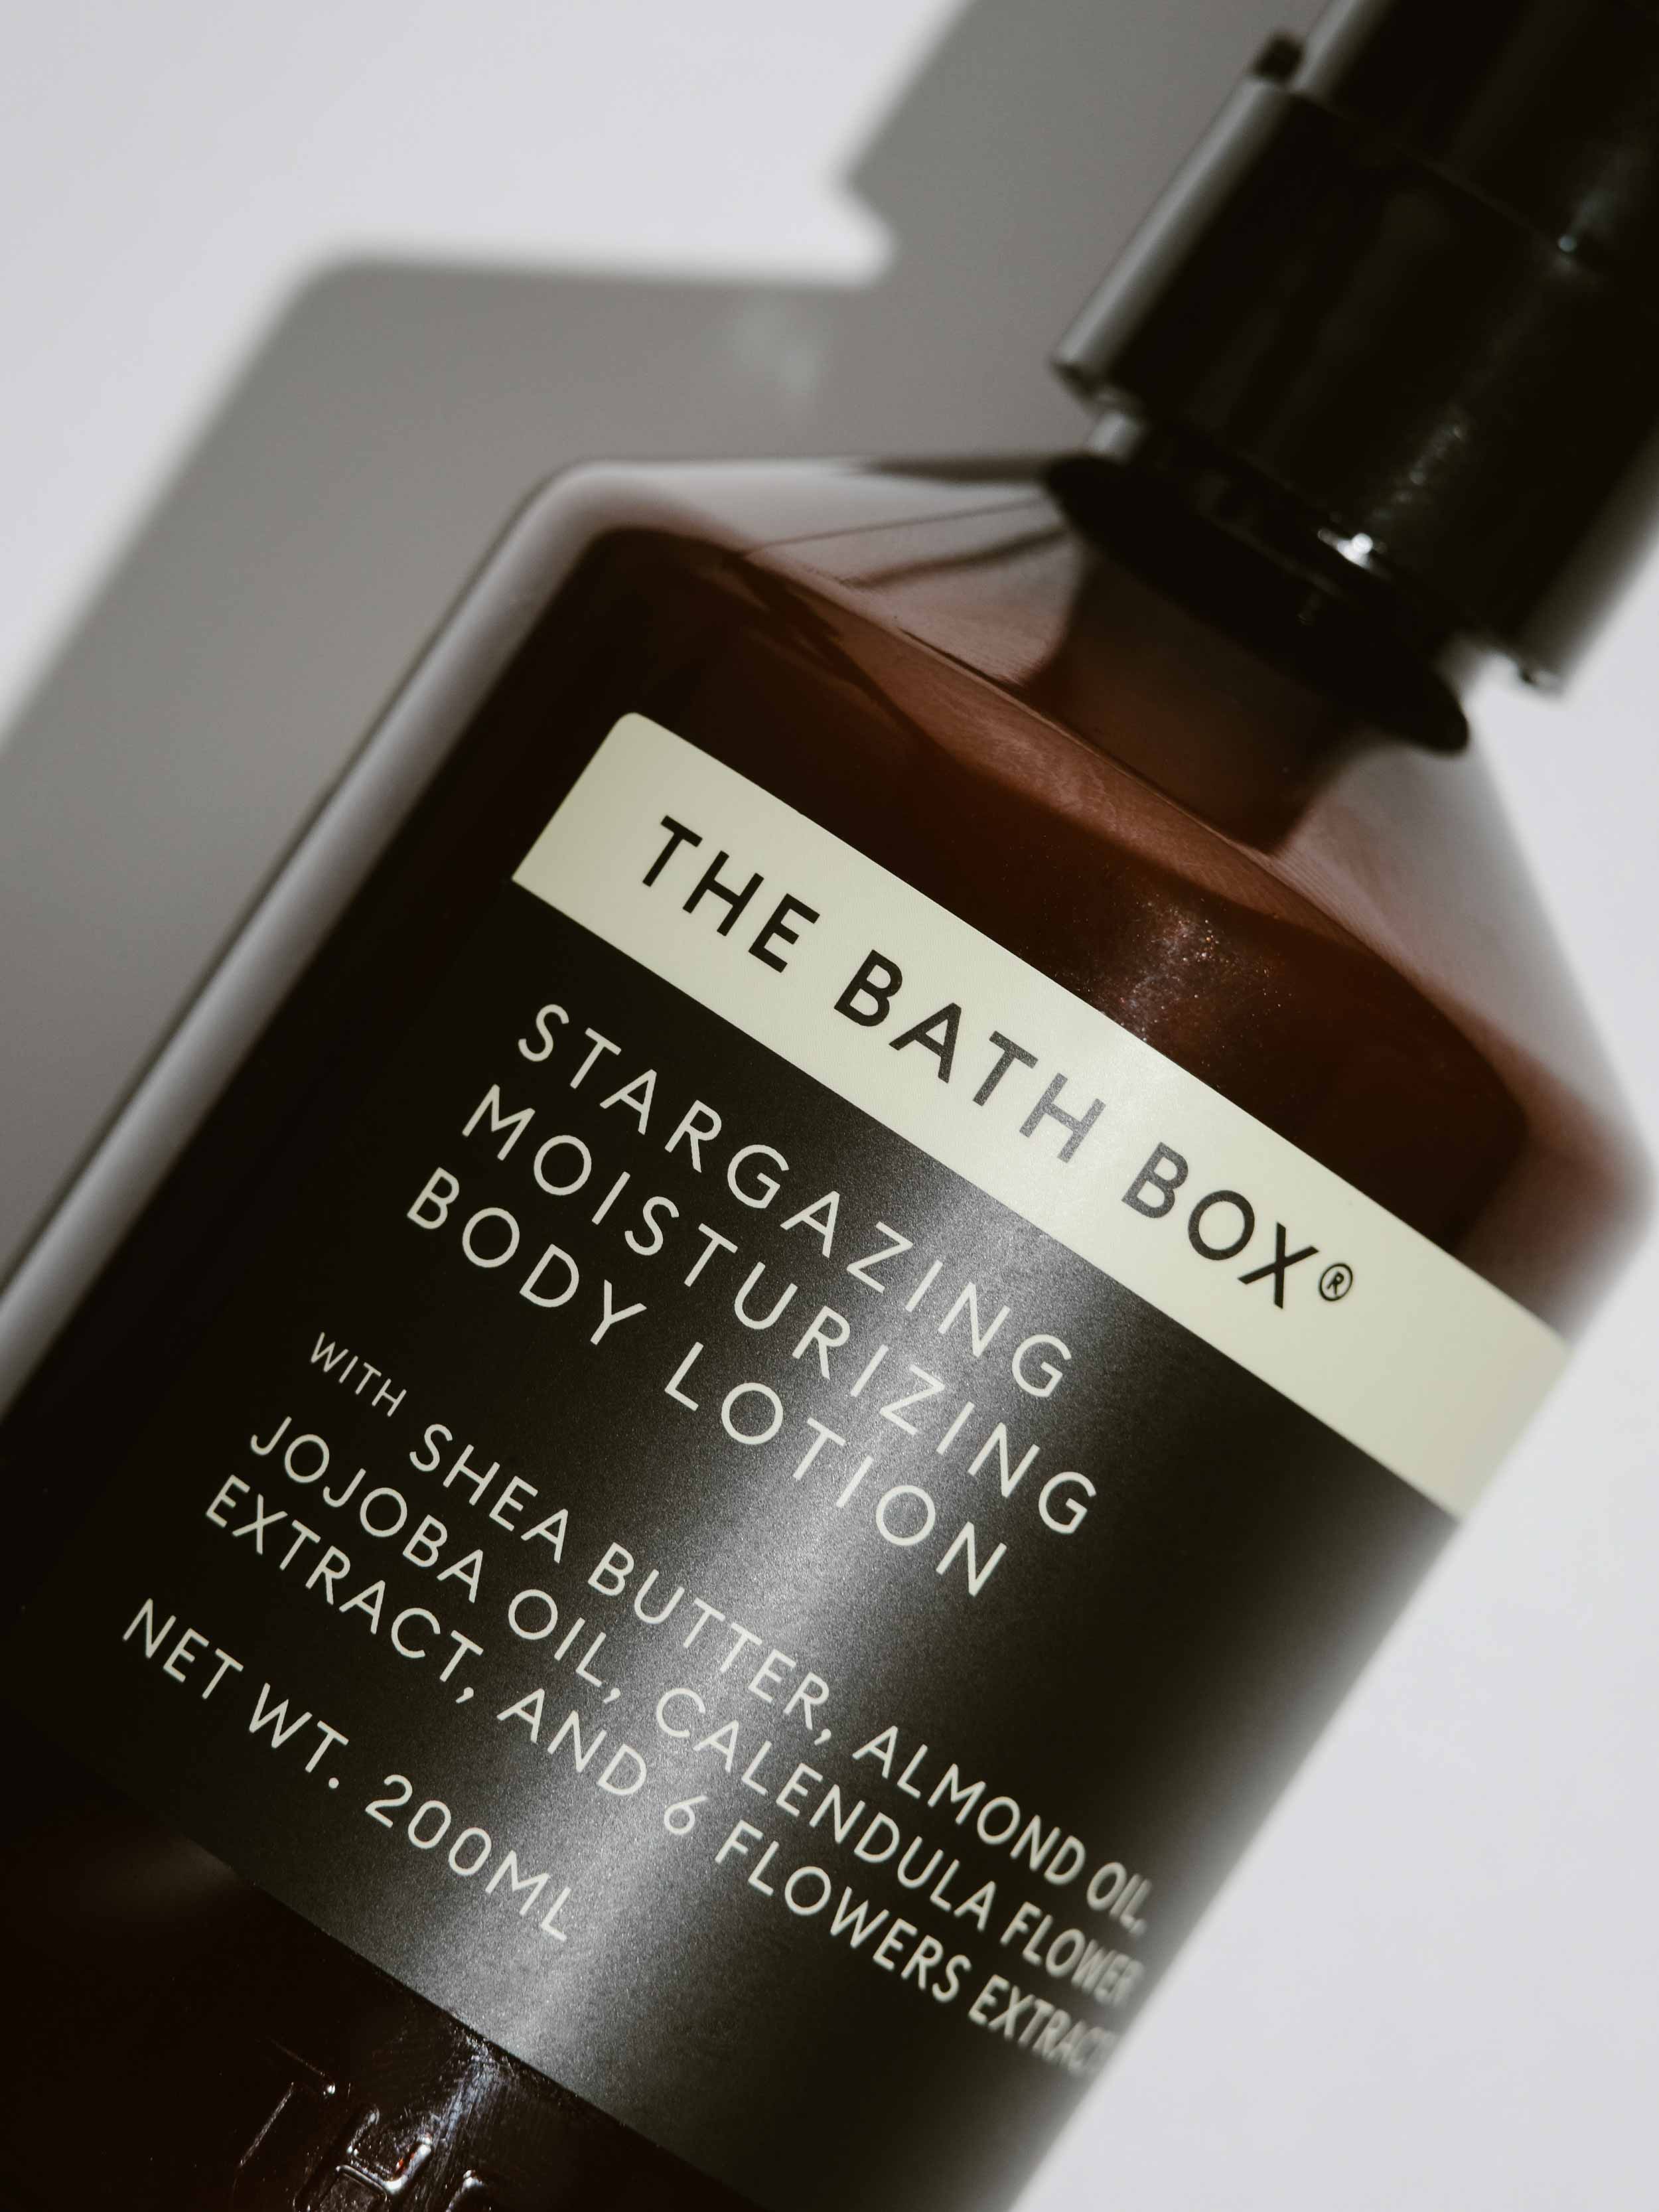 THE BATH BOX®
STARGAZING
MOISTURIZING
BODY LOTION
WITH SHEA BUTTER, ALMOND OIL,
JOJOBA OIL, CALENDULA FLOWER
EXTRACT, AND 6 FLOWERS EXTRACT
NET WT. 200ML
TH